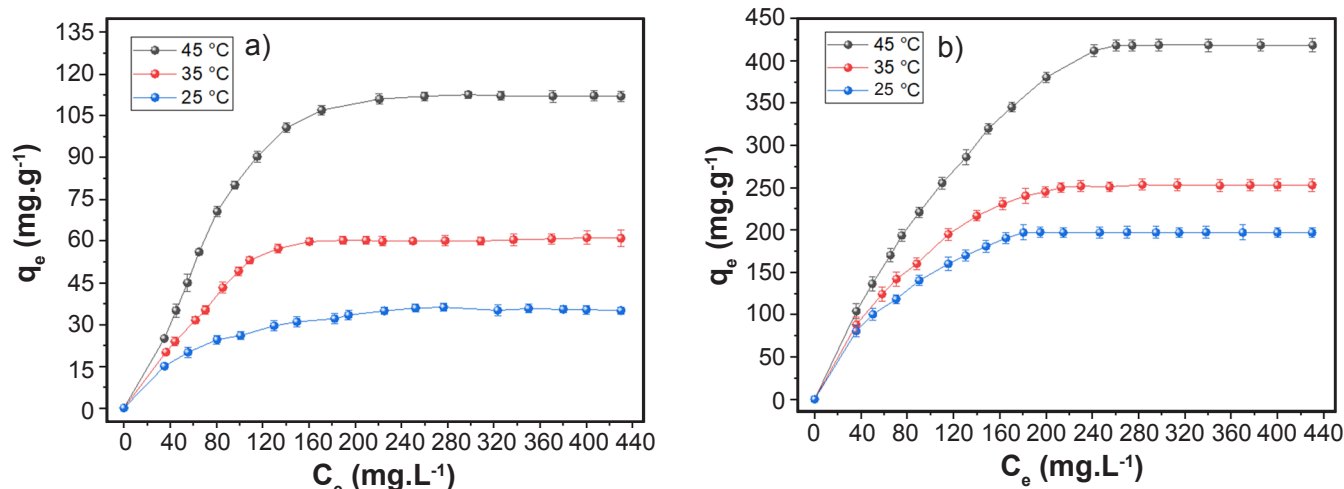 a)
45 °C
35 °C
25 °C
qₑ (mg.g⁻¹)
135
120
105
90
75
60
45
30
15
0
0 40 80 120 160 200 240 280 320 360 400 440
Cₑ (mg.L⁻¹)
b)
45 °C
35 °C
25 °C
qₑ (mg.g⁻¹)
450
400
350
300
250
200
150
100
50
0
0 40 80 120 160 200 240 280 320 360 400 440
Cₑ (mg.L⁻¹)